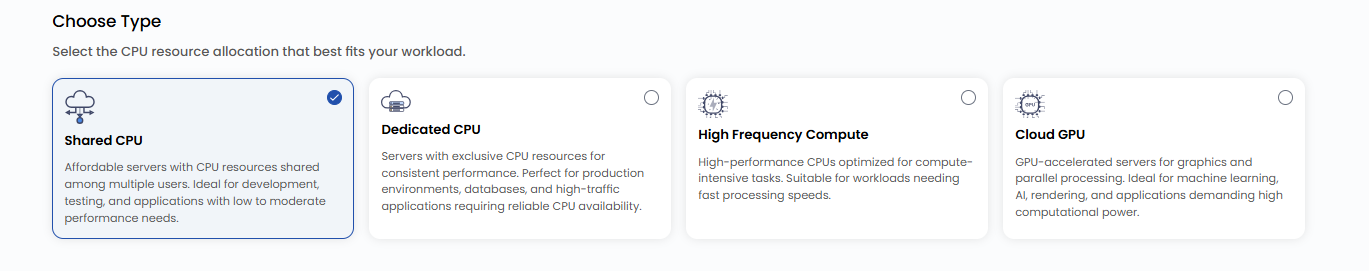 Choose Type
Select the CPU resource allocation that best fits your workload.
Shared CPU
Affordable servers with CPU resources shared
among multiple users. Ideal for development,
testing, and applications with low to moderate
performance needs.
Dedicated CPU
Servers with exclusive CPU resources for
consistent performance. Perfect for production
environments, databases, and high-traffic
applications requiring reliable CPU availability.
High Frequency Compute
High-performance CPUs optimized for compute-
intensive tasks. Suitable for workloads needing
fast processing speeds.
GPU
Cloud GPU
GPU-accelerated servers for graphics and
parallel processing. Ideal for machine learning,
AI, rendering, and applications demanding high
computational power.